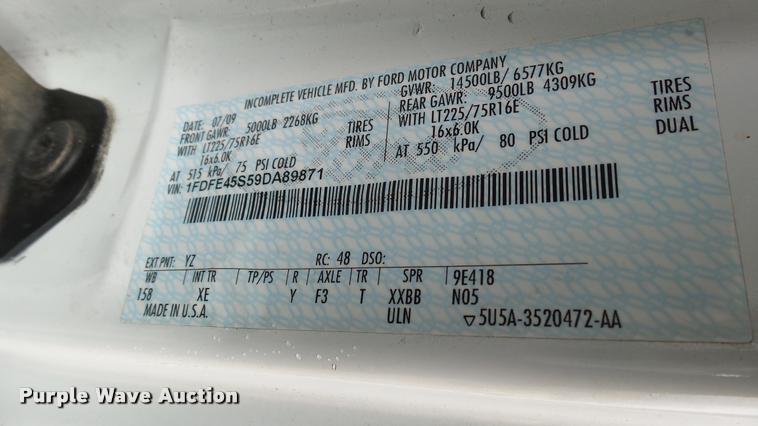 INCOMPLETE VEHICLE MFD. BY FORD MOTOR COMPANY
DATE: 07/09 GVWR: 14500LB/ 6577KG
FRONT GAWR: 5000LB 2268KG REAR GAWR: 9500LB 4309KG
WITH LT225/75R16E TIRES WITH LT225/75R16E TIRES
16x6.0K RIMS 16x6.0K RIMS
AT 515 kPa/ 75 PSI COLD AT 550 kPa/ 80 PSI COLD DUAL
VIN: 1FDFE45S59DA89871
EXT PNT: YZ RC: 48 DSO:
WB INT TR TP/PS R AXLE TR SPR 9E418
158 XE Y F3 T XXBB N05
MADE IN U.S.A. ULN ▽5U5A-3520472-AA
Purple Wave Auction